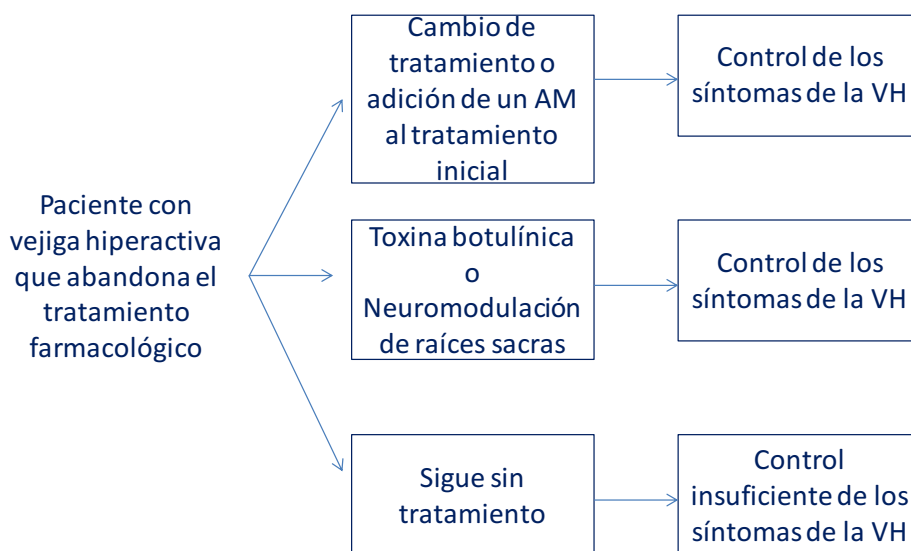 Paciente con
vejiga hiperactiva
que abandona el
tratamiento
farmacológico
Cambio de
tratamiento o
adición de un AM
al tratamiento
inicial
Control de los
síntomas de la VH
Toxina botulínica
o
Neuromodulación
de raíces sacras
Control de los
síntomas de la VH
Sigue sin
tratamiento
Control
insuficiente de los
síntomas de la VH